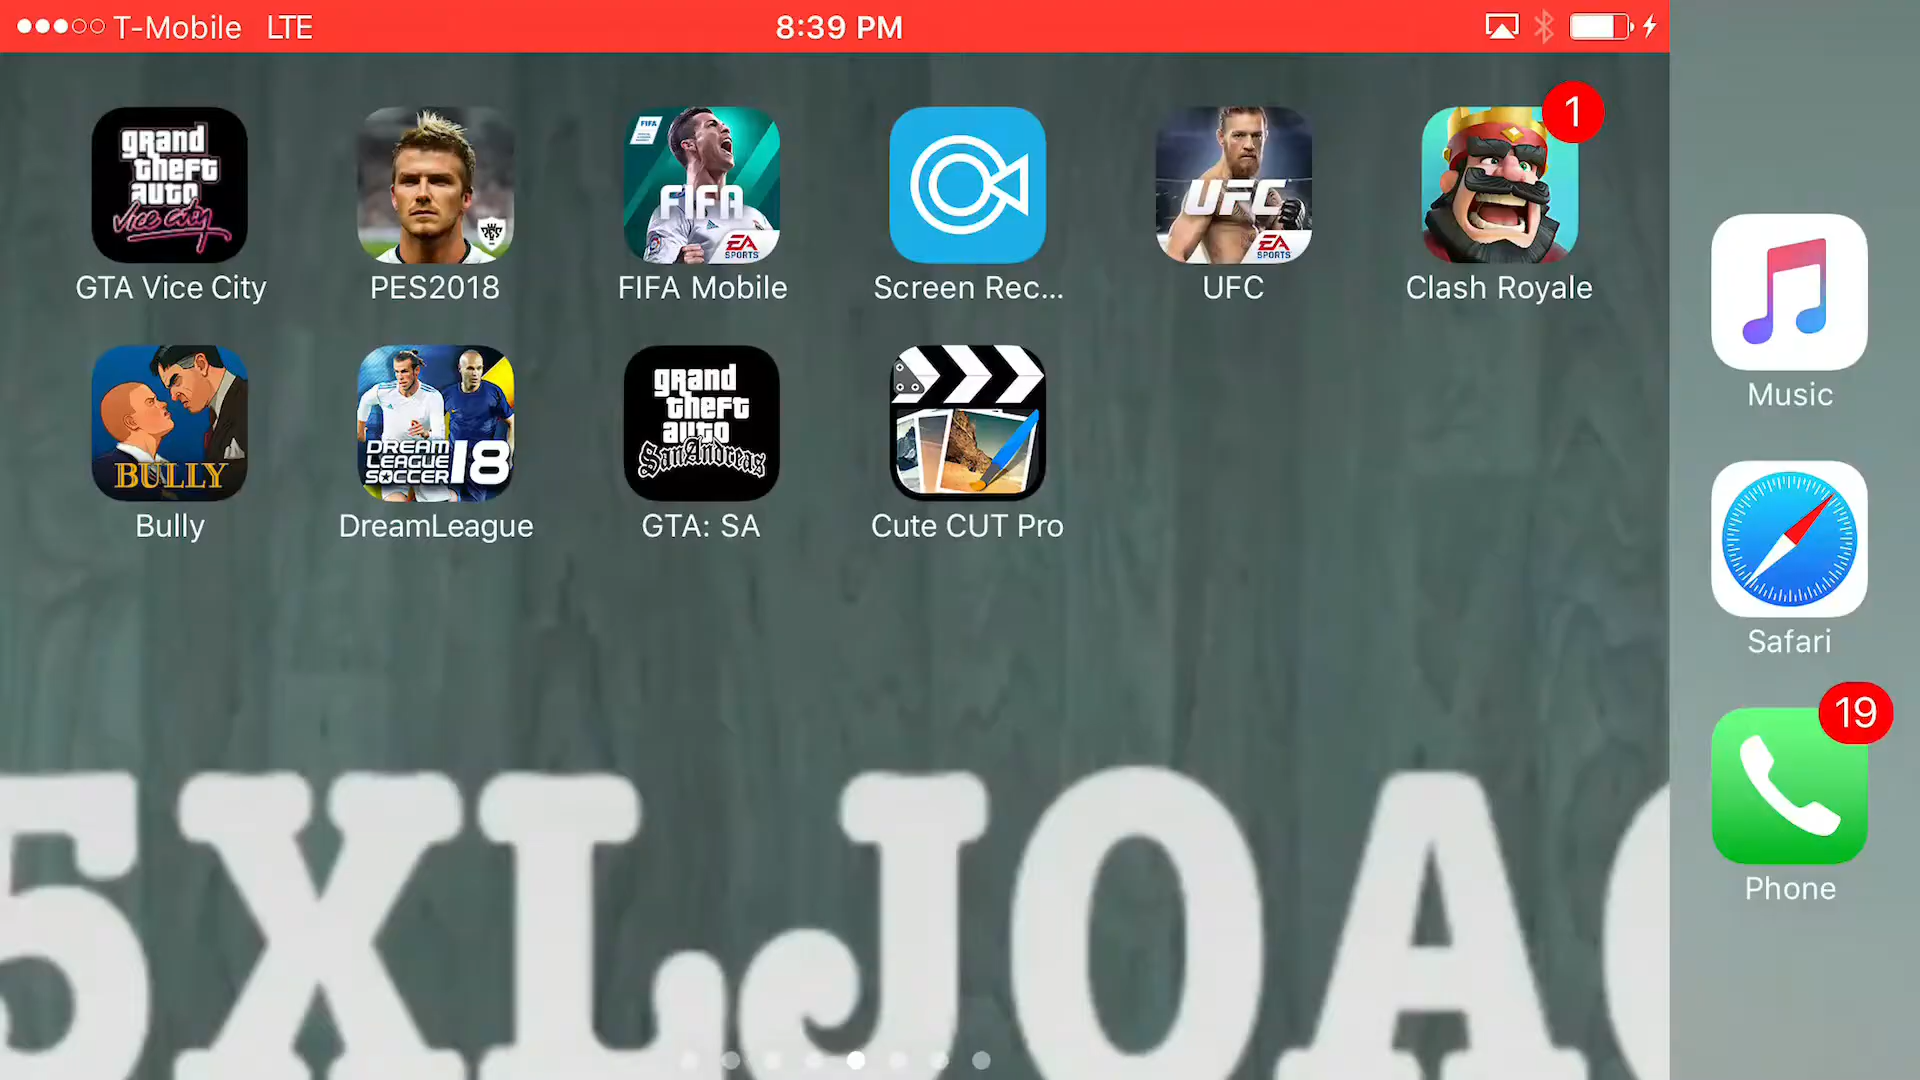 T-Mobile LTE 8:39 PM
grand theft auto vice city
FIFA
FIFA
EA SPORTS
UFC
EA SPORTS
1
GTA Vice City PES2018 FIFA Mobile Screen Rec... UFC Clash Royale
BULLY
DREAM LEAGUE SOCCER 18
grand theft auto San Andreas
Bully DreamLeague GTA: SA Cute CUT Pro
Music
Safari
19
Phone
5XLJOA